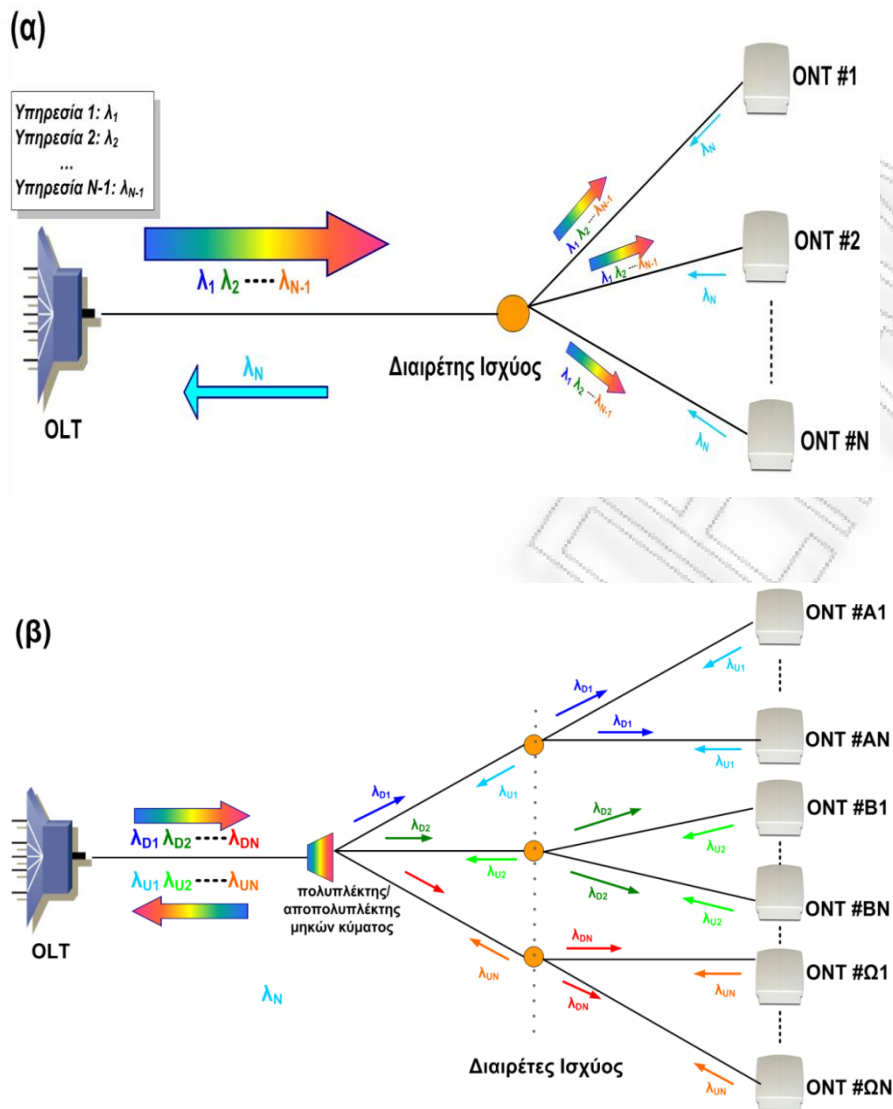 (α)
Υπηρεσία 1: λ1
Υπηρεσία 2: λ2
...
Υπηρεσία N-1: λN-1
λ1 λ2 ---- λN-1
λN
OLT
Διαιρέτης Ισχύος
λ1 λ2 ---- λN-1
λN
ONT #1
λ1 λ2 ---- λN-1
λN
ONT #2
λ1 λ2 ---- λN-1
λN
ONT #N
(β)
λD1 λD2 ----- λDN
λU1 λU2 ----- λUN
OLT
πολυπλέκτης/
αποπολυπλέκτης
μηκών κύματος
λN
λD1
λU1
λD2
λU2
λUN
λD1
λU1
ONT #A1
λD1
λU1
ONT #AN
λD2
λU2
ONT #B1
λD2
λU2
ONT #BN
λDN
λUN
ONT #Ω1
λDN
λUN
ONT #ΩN
Διαιρέτες Ισχύος